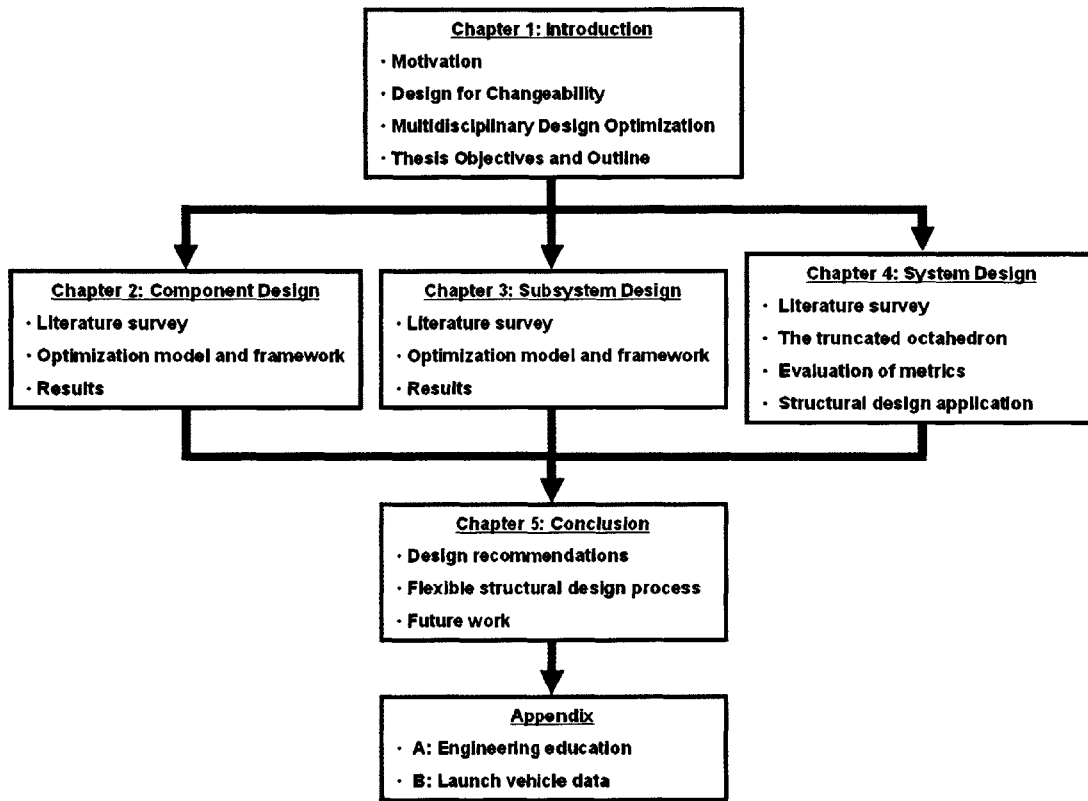 Chapter 1: Introduction
· Motivation
· Design for Changeability
· Multidisciplinary Design Optimization
· Thesis Objectives and Outline
Chapter 2: Component Design
· Literature survey
· Optimization model and framework
· Results
Chapter 3: Subsystem Design
· Literature survey
· Optimization model and framework
· Results
Chapter 4: System Design
· Literature survey
· The truncated octahedron
· Evaluation of metrics
· Structural design application
Chapter 5: Conclusion
· Design recommendations
· Flexible structural design process
· Future work
Appendix
· A: Engineering education
· B: Launch vehicle data